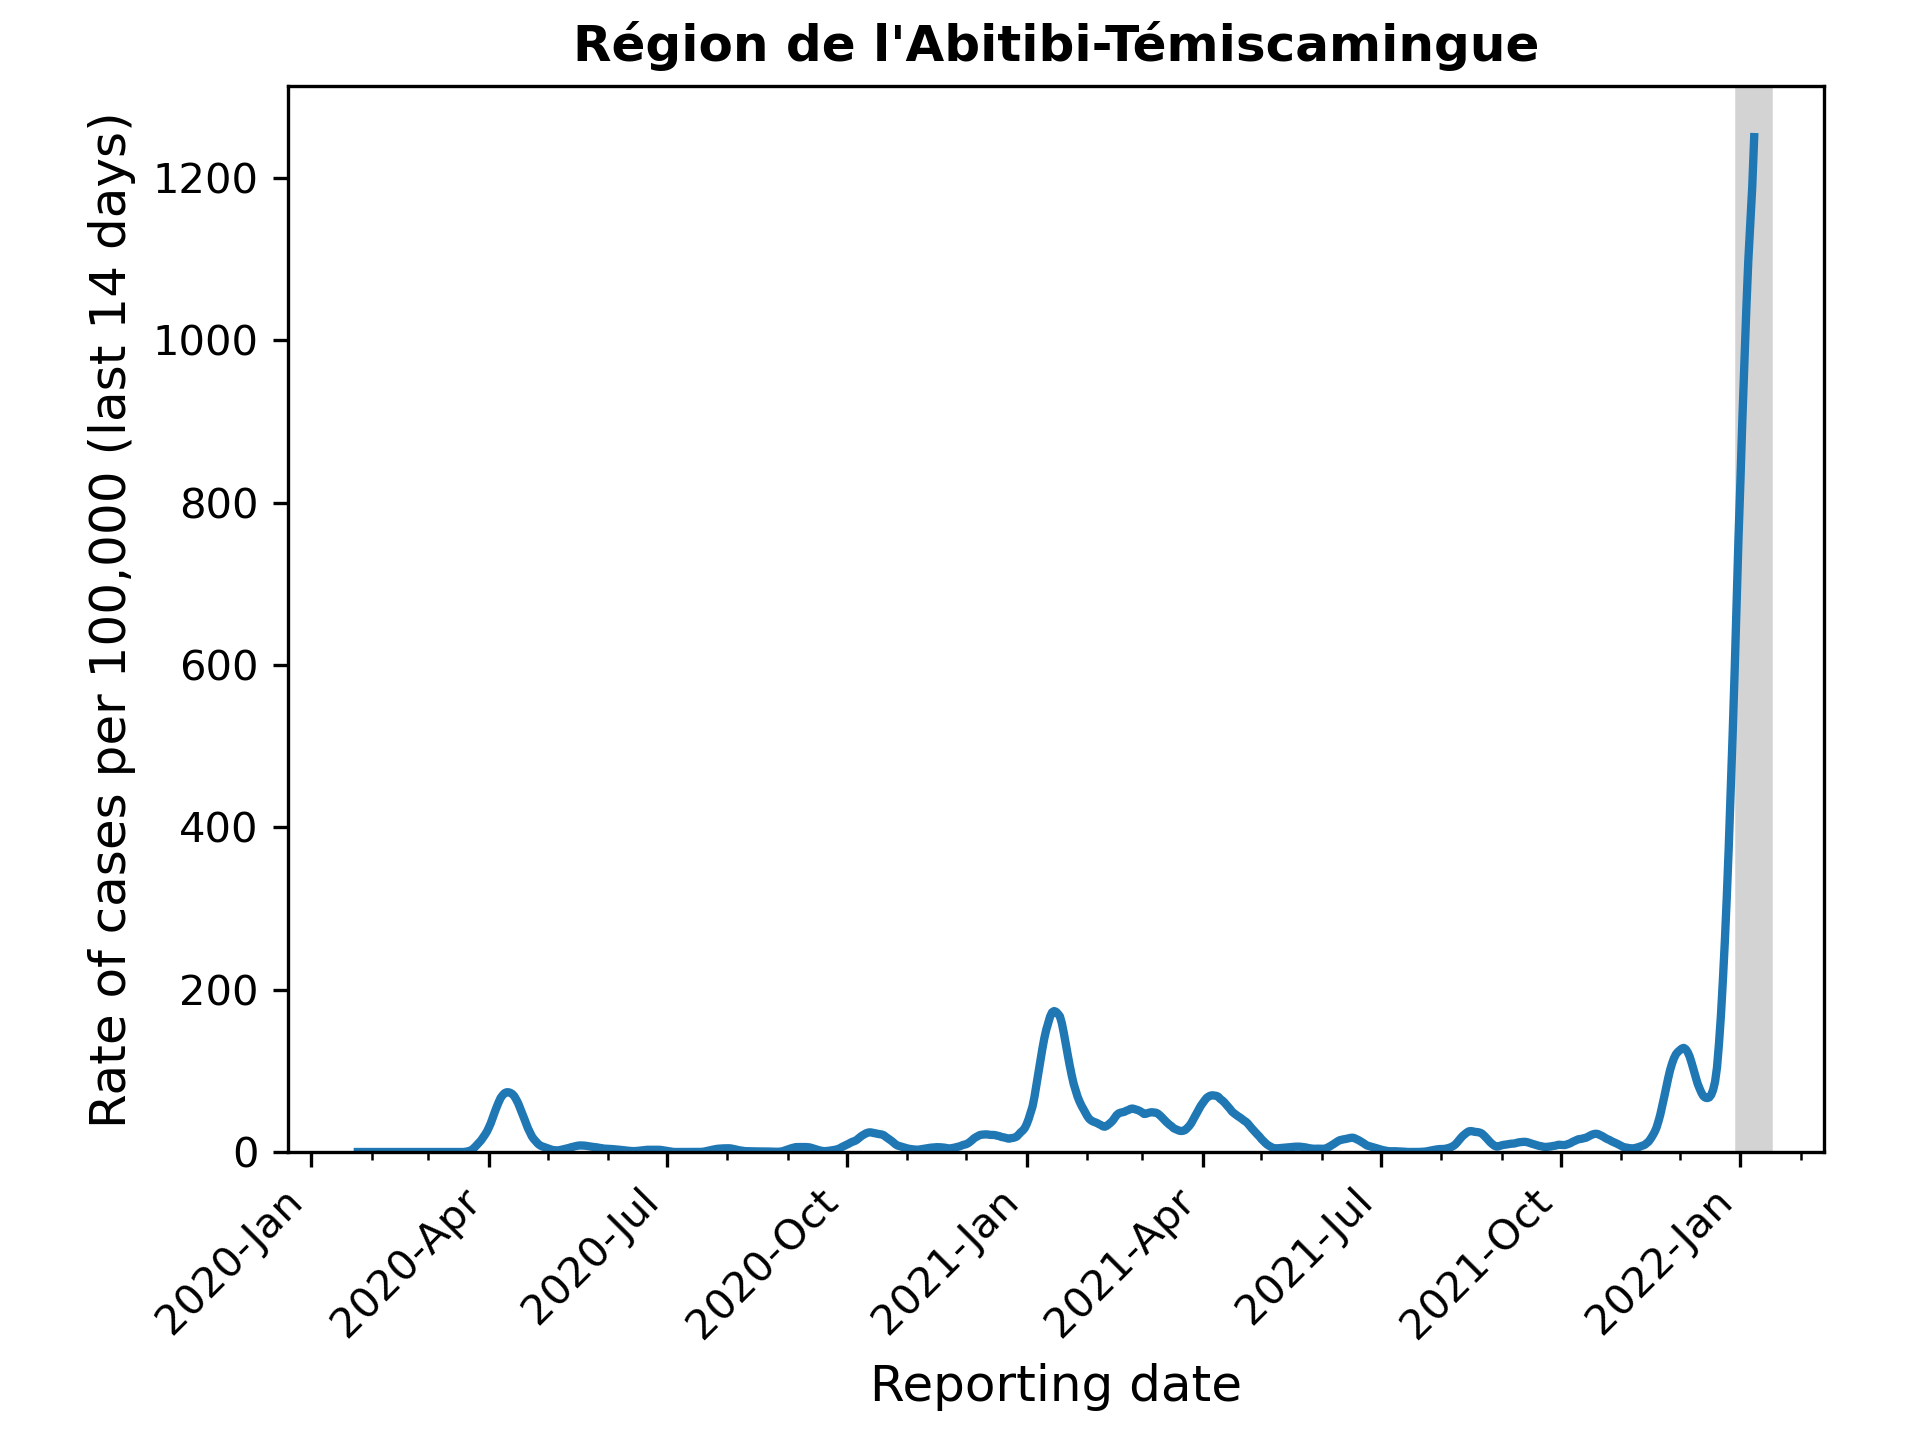 Région de l'Abitibi-Témiscamingue
Rate of cases per 100,000 (last 14 days)
1200
1000
800
600
400
200
0
2020-Jan
2020-Apr
2020-Jul
2020-Oct
2021-Jan
2021-Apr
2021-Jul
2021-Oct
2022-Jan
Reporting date